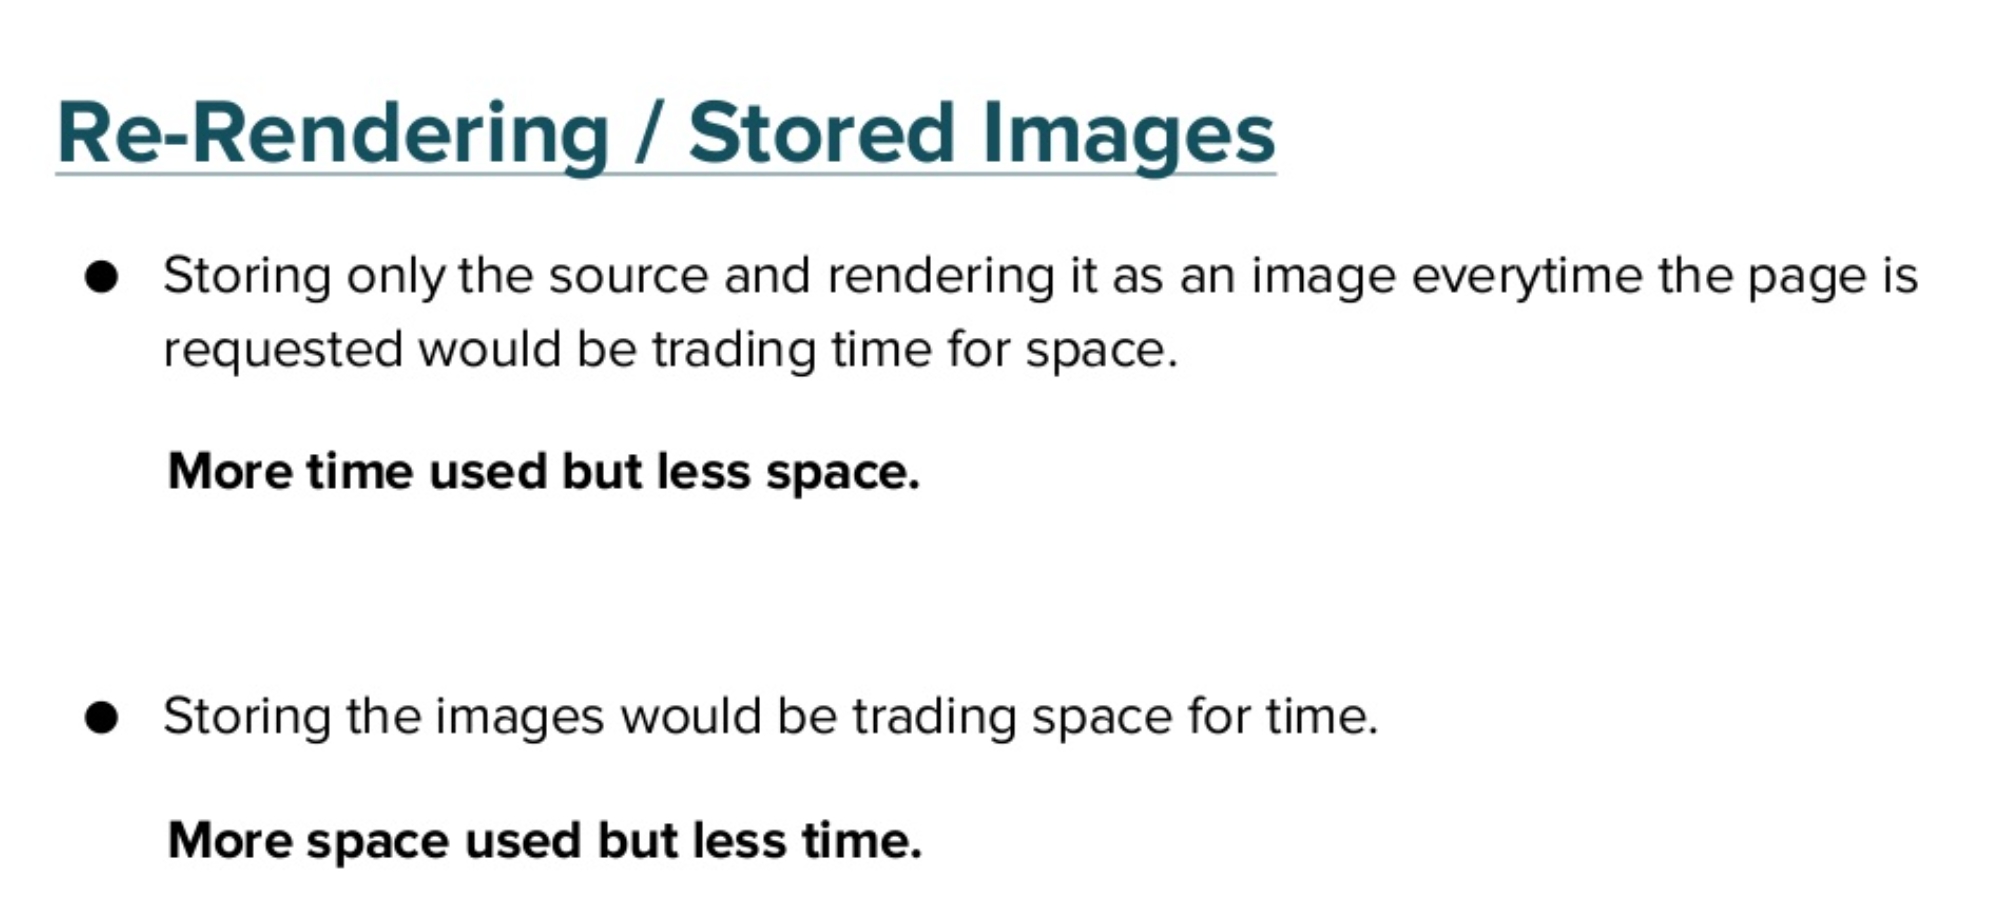 Re-Rendering / Stored Images
● Storing only the source and rendering it as an image everytime the page is
requested would be trading time for space.
More time used but less space.
● Storing the images would be trading space for time.
More space used but less time.